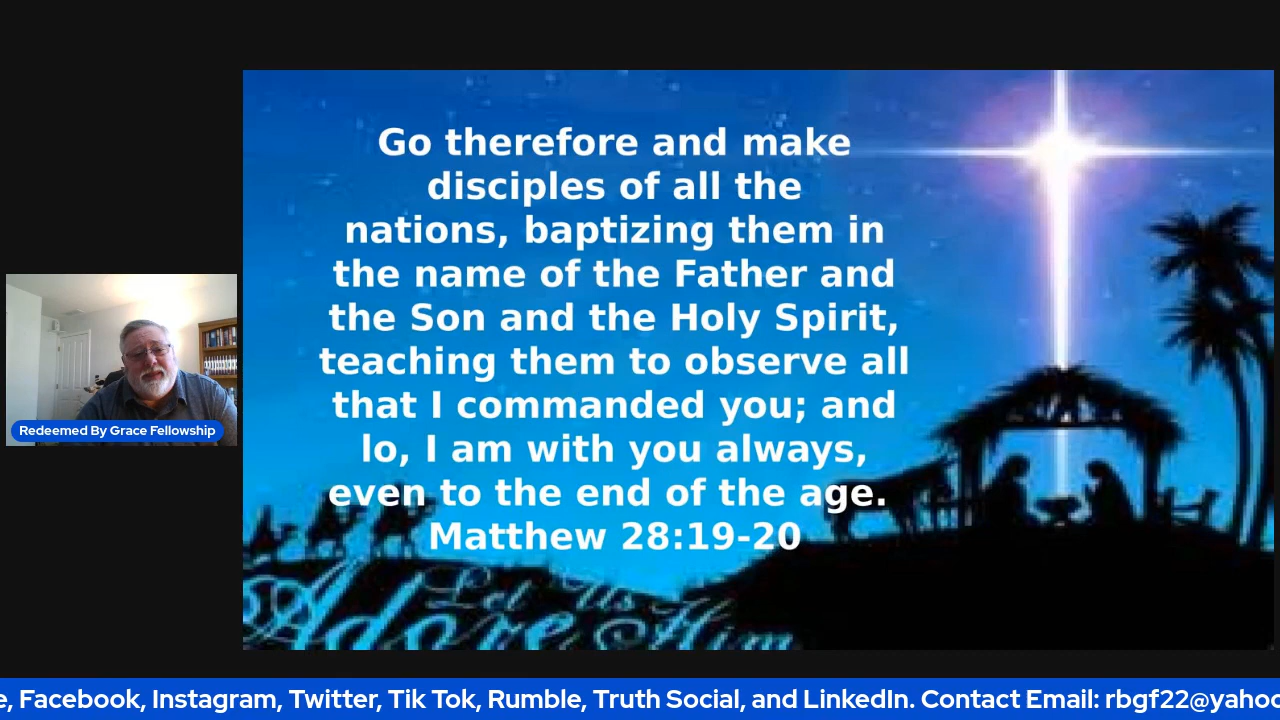 Go therefore and make
disciples of all the
nations, baptizing them in
the name of the Father and
the Son and the Holy Spirit,
teaching them to observe all
that I commanded you; and
lo, I am with you always,
even to the end of the age.
Matthew 28:19-20
Let Us
Adore Him
Redeemed By Grace Fellowship
e, Facebook, Instagram, Twitter, Tik Tok, Rumble, Truth Social, and LinkedIn. Contact Email: rbgf22@yahoo